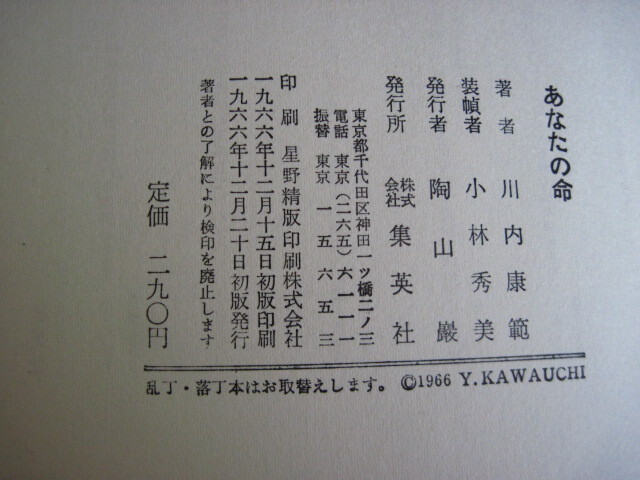 あなたの命
著者 川内康範
装幀者 小林秀美
発行者 陶山巌
発行所 株式会社 集英社
東京都千代田区神田一ツ橋二ノ三
電話 東京(二六五)六一一一
振替 東京 一五六五三
印刷 星野精版印刷株式会社
一九六六年十二月十五日初版印刷
一九六六年十二月二十日初版発行
著者との了解により検印を廃止します
定価 二九〇円
乱丁・落丁本はお取替えします。 ©1966 Y.KAWAUCHI